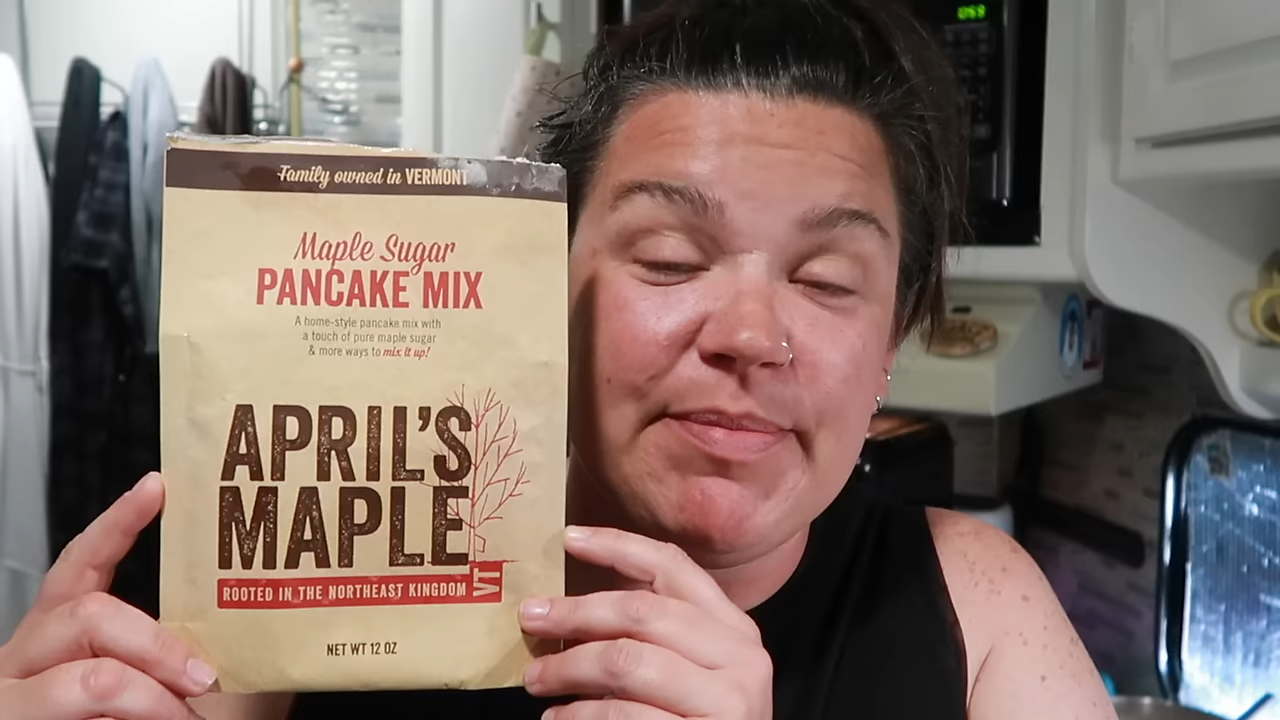 Family owned in VERMONT
Maple Sugar
PANCAKE MIX
A home-style pancake mix with
a touch of pure maple sugar
& more ways to mix it up!
APRIL'S
MAPLE
ROOTED IN THE NORTHEAST KINGDOM
VT
NET WT 12 OZ